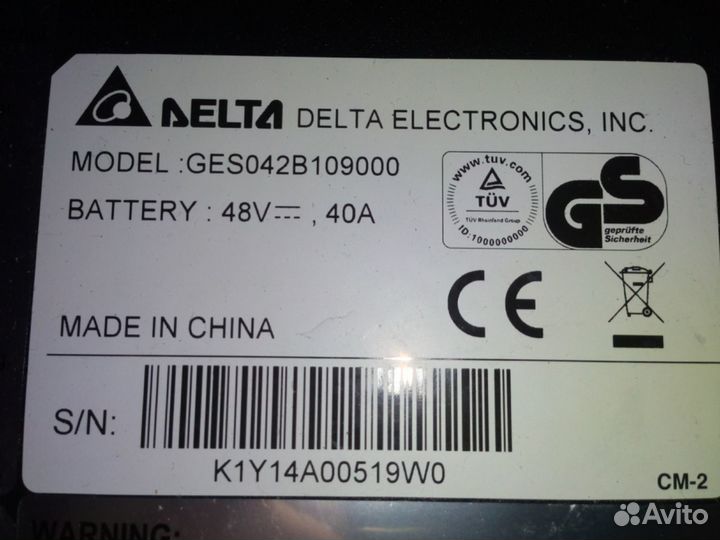 DELTA DELTA ELECTRONICS, INC.
MODEL :GES042B109000
BATTERY : 48V⎓ , 40A
www.tuv.com
TÜV
TÜV Rheinland Group
ID:1000000000
GS
geprüfte
Sicherheit
CE
MADE IN CHINA
S/N:
K1Y14A00519W0
CM-2
WARNING:
Avito